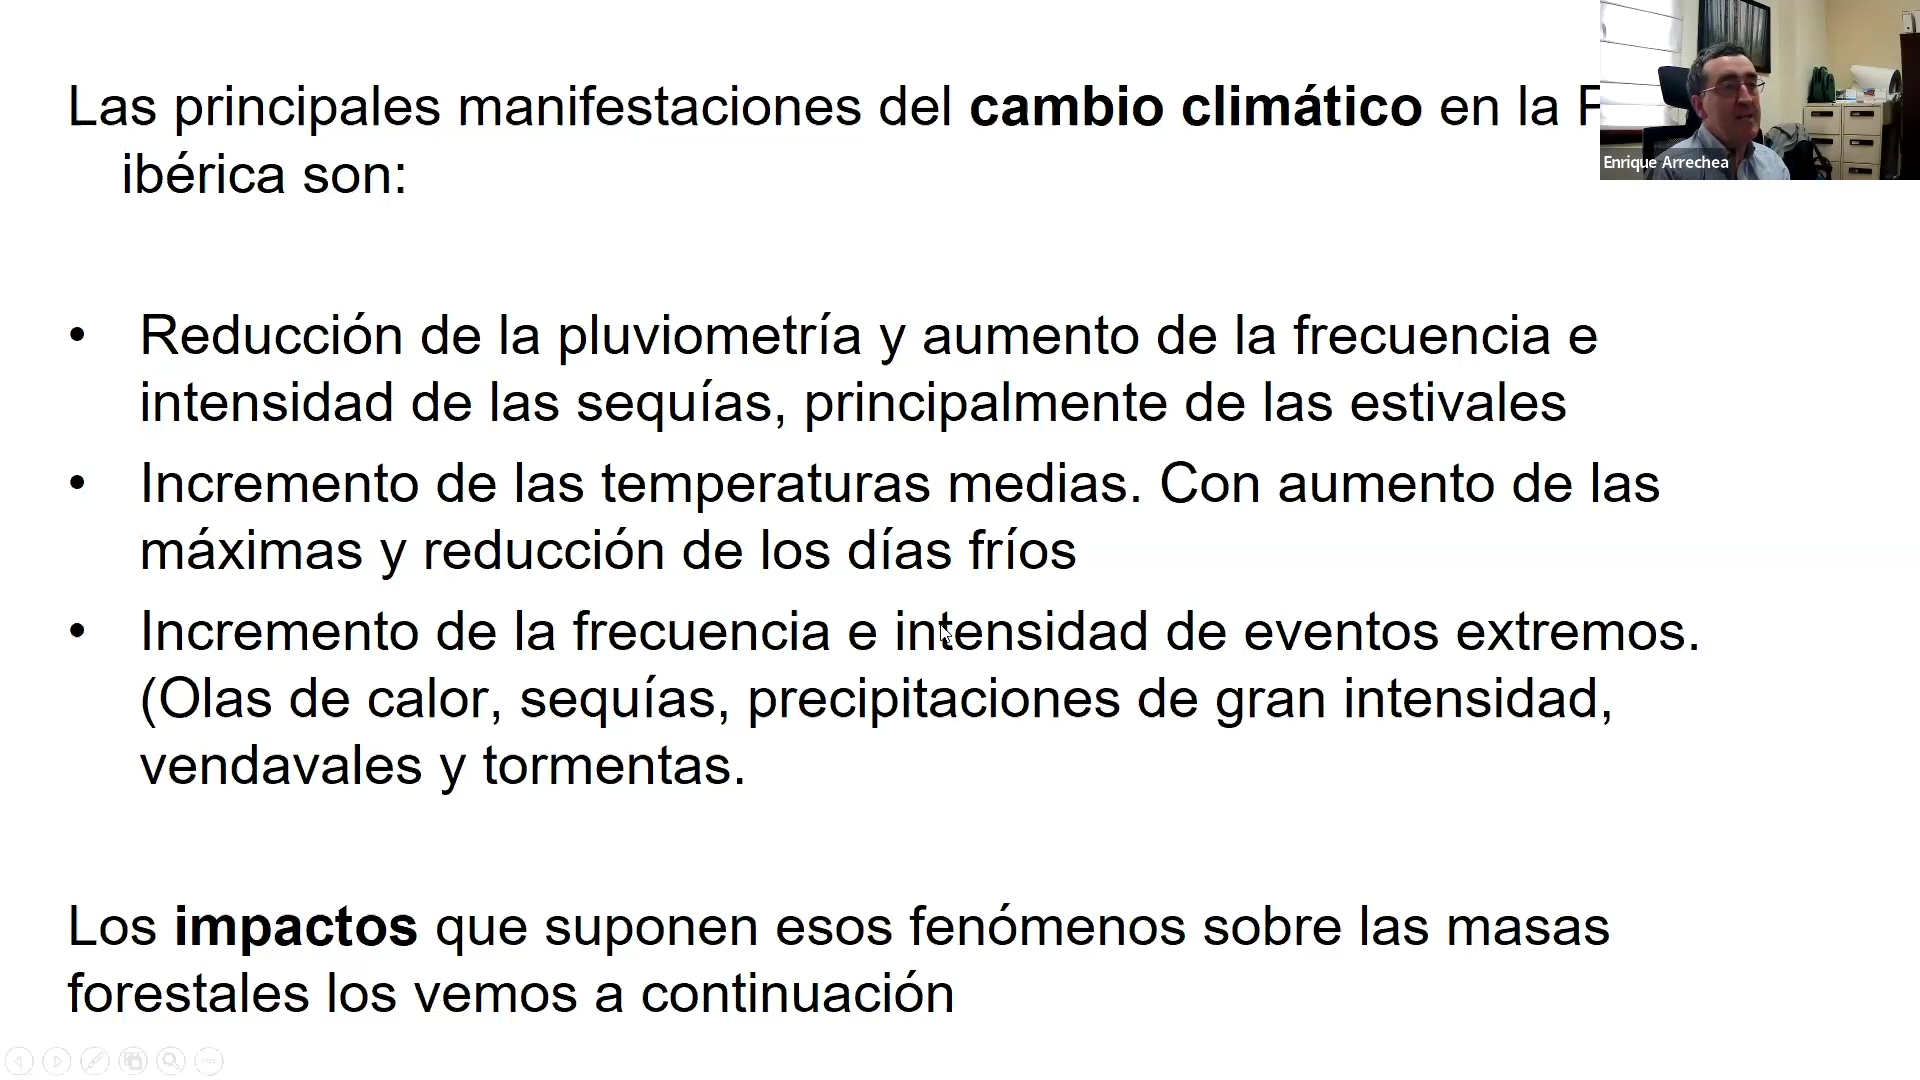 Las principales manifestaciones del cambio climático en la
ibérica son:
• Reducción de la pluviometría y aumento de la frecuencia e
intensidad de las sequías, principalmente de las estivales
• Incremento de las temperaturas medias. Con aumento de las
máximas y reducción de los días fríos
• Incremento de la frecuencia e intensidad de eventos extremos.
(Olas de calor, sequías, precipitaciones de gran intensidad,
vendavales y tormentas.
Los impactos que suponen esos fenómenos sobre las masas
forestales los vemos a continuación
Enrique Arrechea